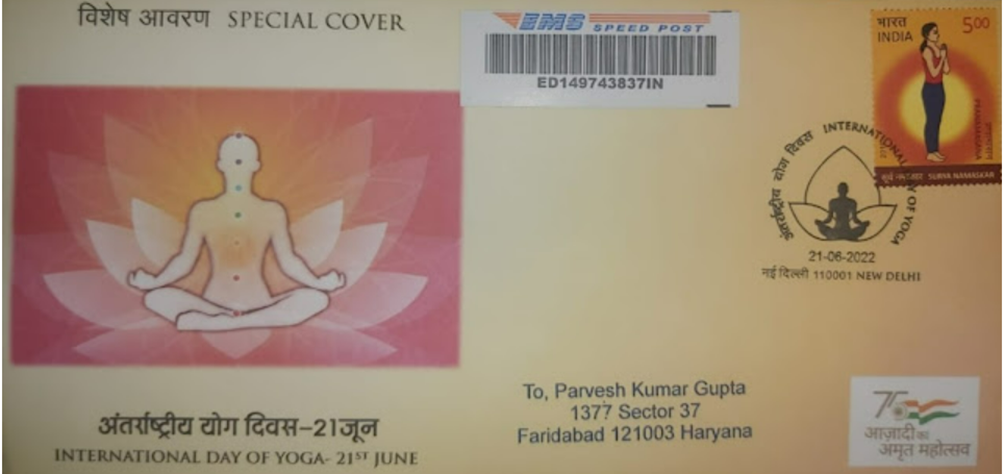 विशेष आवरण SPECIAL COVER
EMS SPEED POST
ED149743837IN
भारत
INDIA
5.00
PRANAMASANA
सूर्य नमस्कार SURYA NAMASKAR
अंतर्राष्ट्रीय योग दिवस INTERNATIONAL DAY OF YOGA
21-06-2022
नई दिल्ली 110001 NEW DELHI
To, Parvesh Kumar Gupta
1377 Sector 37
Faridabad 121003 Haryana
अंतर्राष्ट्रीय योग दिवस-21जून
INTERNATIONAL DAY OF YOGA- 21ST JUNE
75
आज़ादी का
अमृत महोत्सव